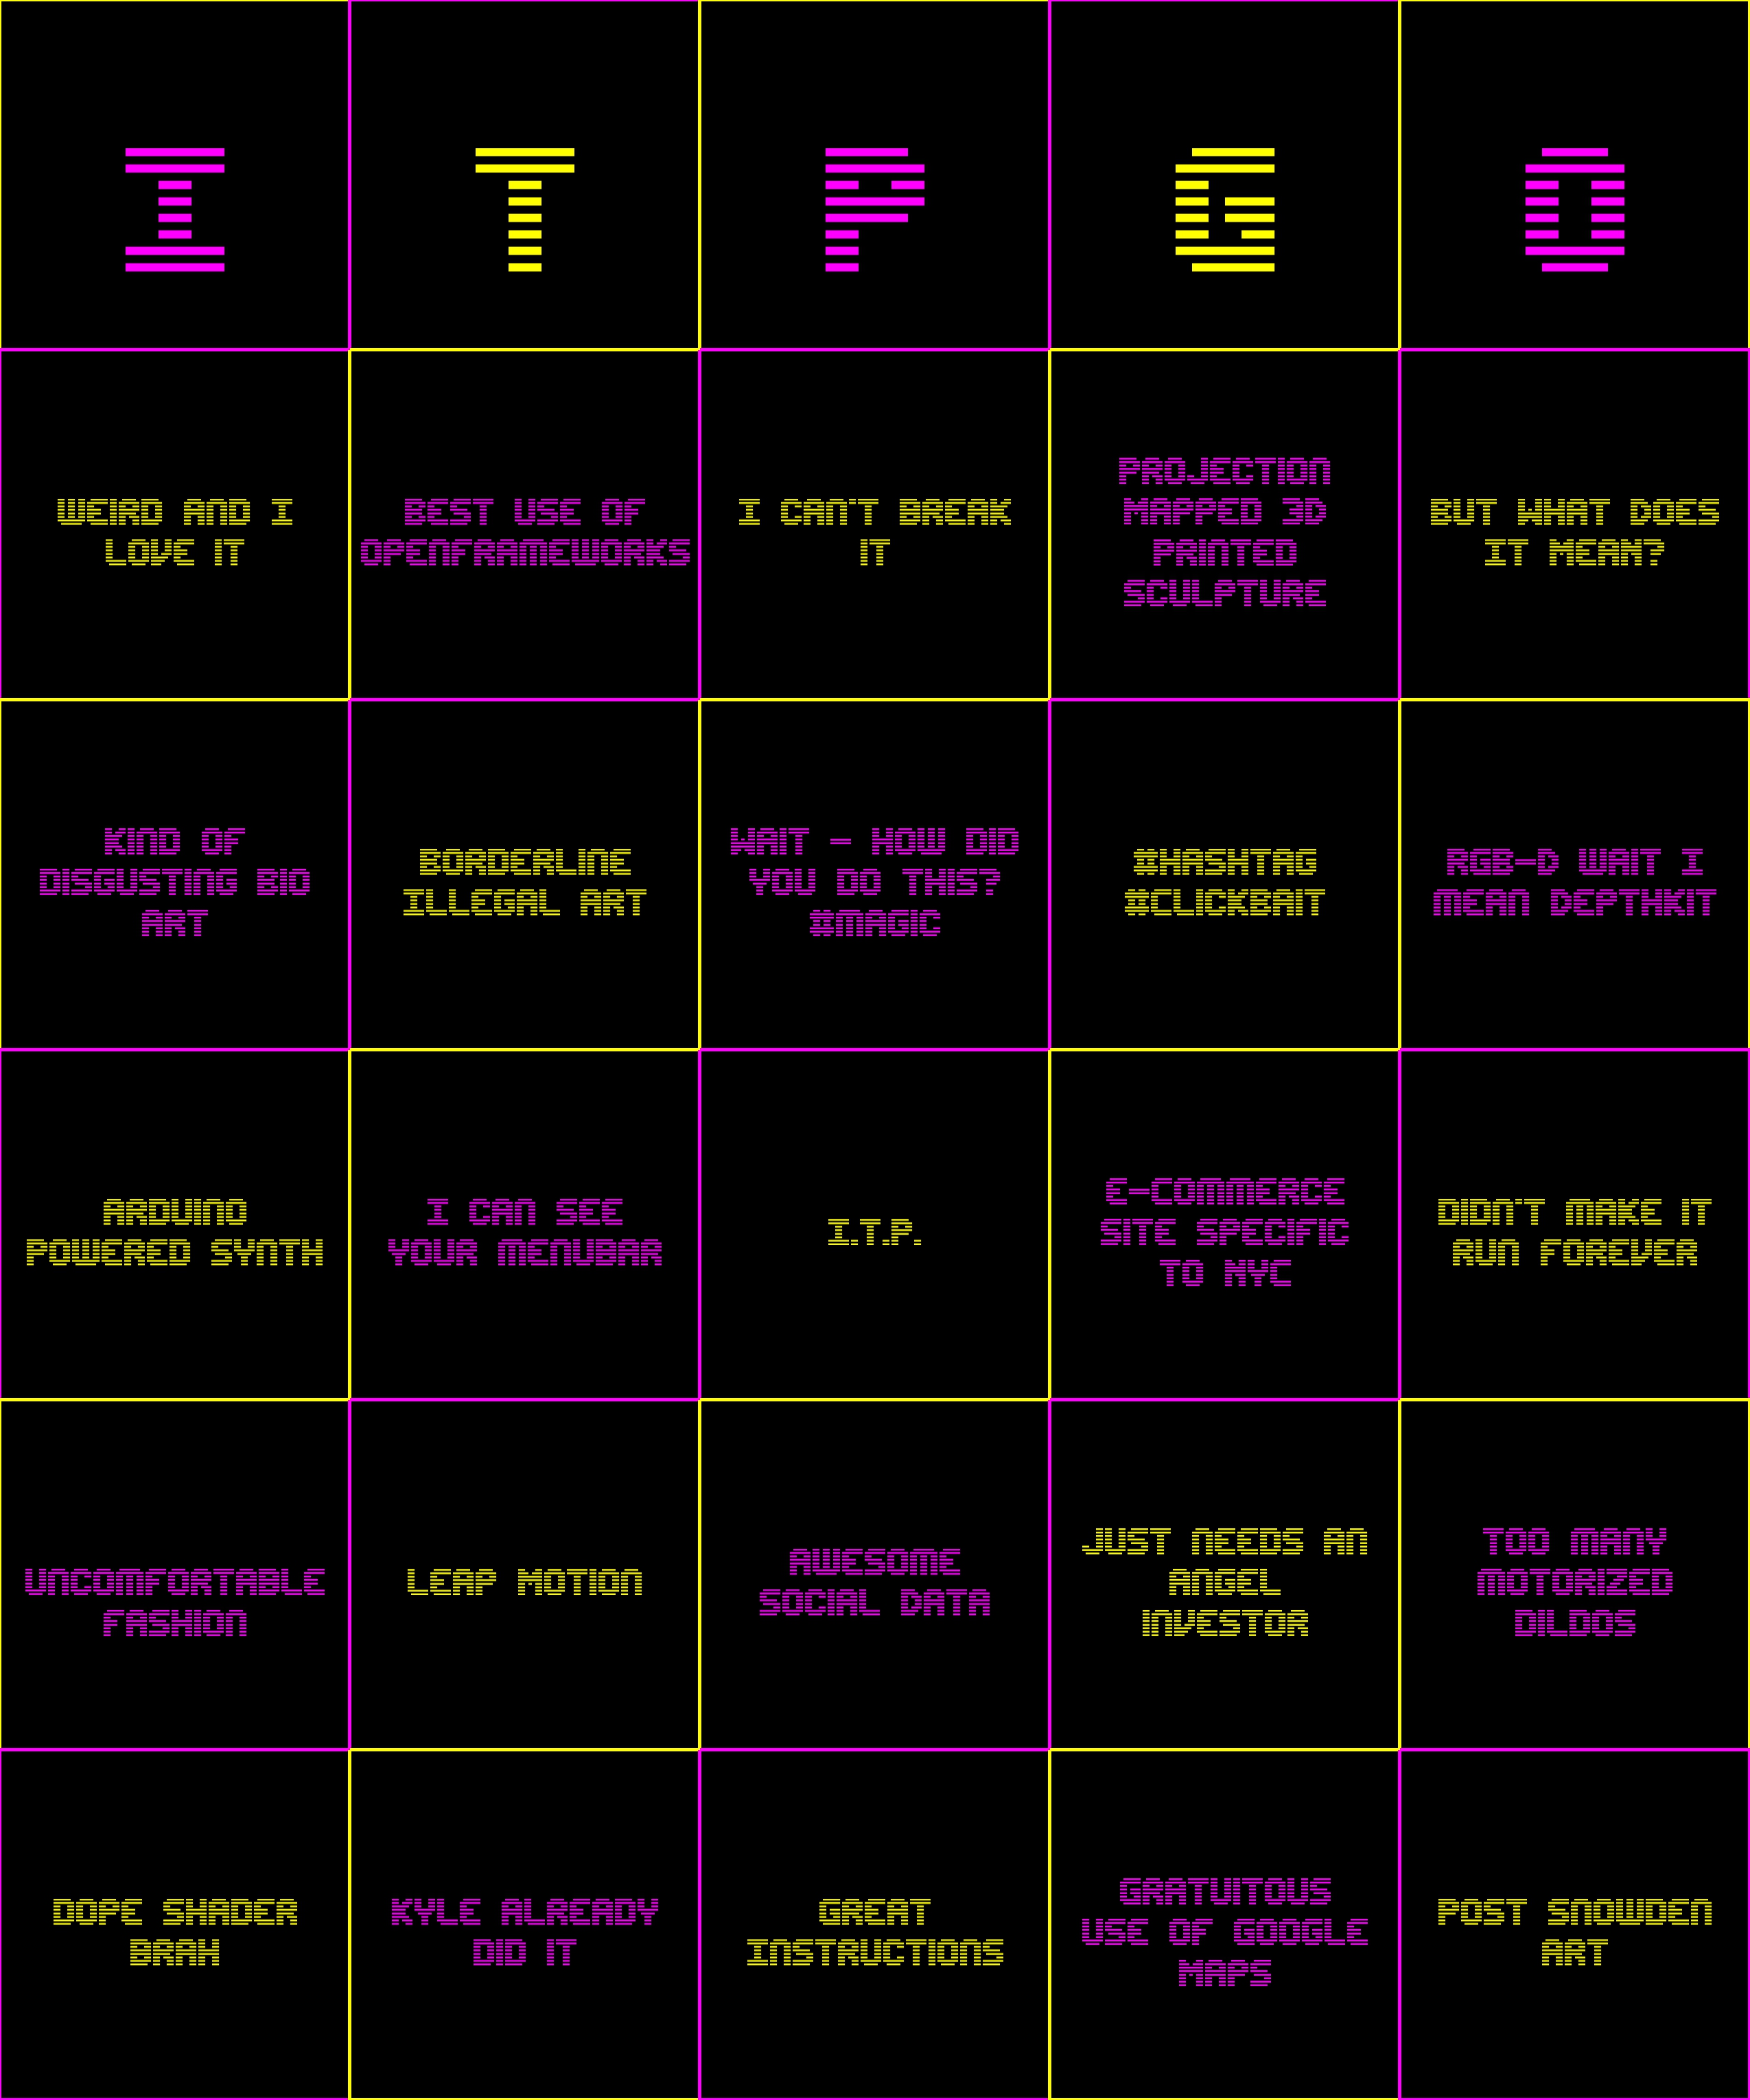 I T P G O
WEIRD AND I
LOVE IT
BEST USE OF
OPENFRAMEWORKS
I CAN'T BREAK
IT
PROJECTION
MAPPED 3D
PRINTED
SCULPTURE
BUT WHAT DOES
IT MEAN?
KIND OF
DISGUSTING BIO
ART
BORDERLINE
ILLEGAL ART
WAIT - HOW DID
YOU DO THIS?
#MAGIC
#HASHTAG
#CLICKBAIT
RGB-D WAIT I
MEAN DEPTHKIT
ARDUINO
POWERED SYNTH
I CAN SEE
YOUR MENUBAR
I.T.P.
E-COMMERCE
SITE SPECIFIC
TO NYC
DIDN'T MAKE IT
RUN FOREVER
UNCOMFORTABLE
FASHION
LEAP MOTION
AWESOME
SOCIAL DATA
JUST NEEDS AN
ANGEL
INVESTOR
TOO MANY
MOTORIZED
DILDOS
DOPE SHADER
BRAH
KYLE ALREADY
DID IT
GREAT
INSTRUCTIONS
GRATUITOUS
USE OF GOOGLE
MAPS
POST SNOWDEN
ART